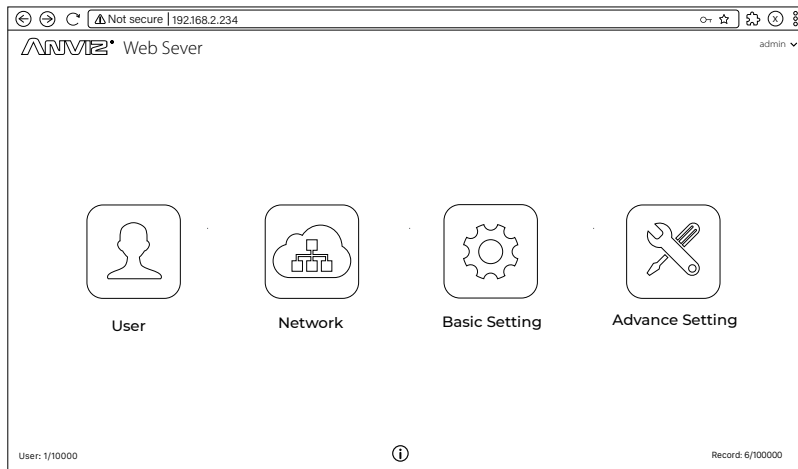 Not secure | 192.168.2.234
ANVIZ Web Sever
admin
User
Network
Basic Setting
Advance Setting
User: 1/10000
Record: 6/100000